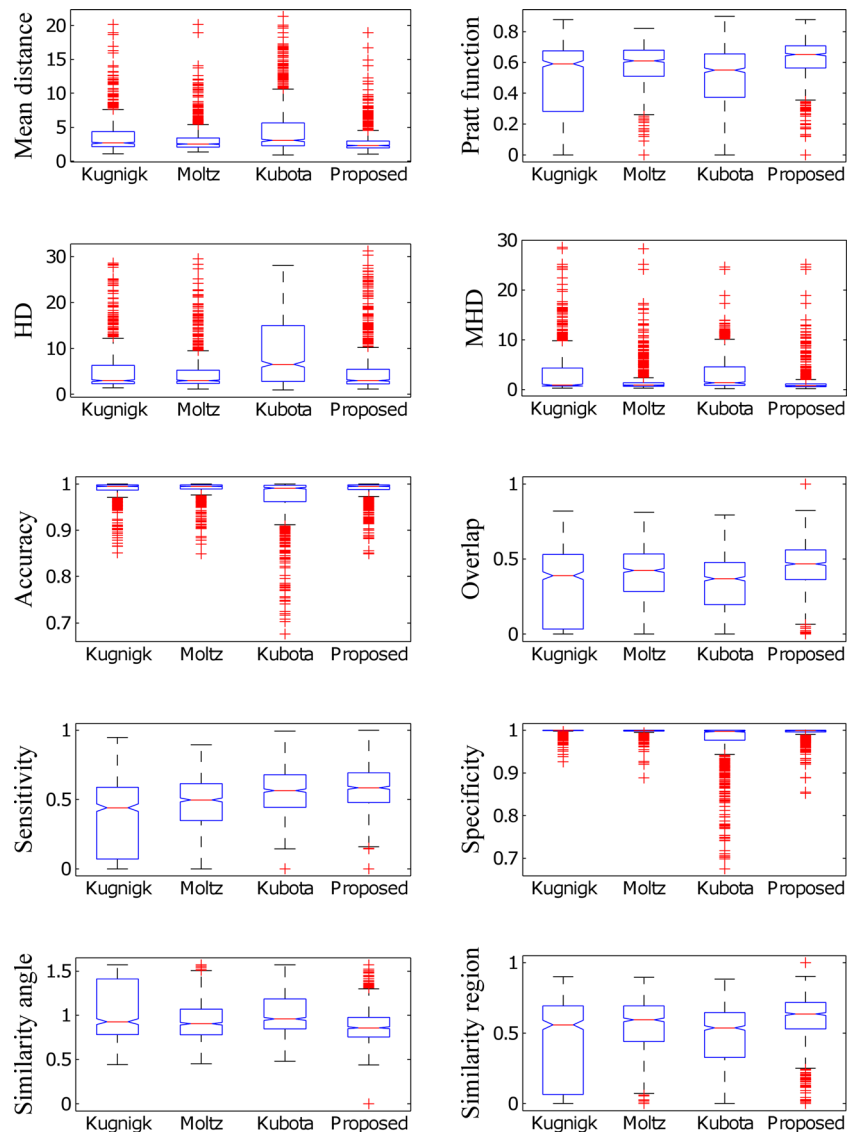 Mean distance
20
15
10
5
0
Kugnigk Moltz Kubota Proposed
Pratt function
0.8
0.6
0.4
0.2
0
Kugnigk Moltz Kubota Proposed
HD
30
20
10
0
Kugnigk Moltz Kubota Proposed
MHD
30
20
10
0
Kugnigk Moltz Kubota Proposed
Accuracy
1
0.9
0.8
0.7
Kugnigk Moltz Kubota Proposed
Overlap
1
0.5
0
Kugnigk Moltz Kubota Proposed
Sensitivity
1
0.5
0
Kugnigk Moltz Kubota Proposed
Specificity
1
0.9
0.8
0.7
Kugnigk Moltz Kubota Proposed
Similarity angle
1.5
1
0.5
0
Kugnigk Moltz Kubota Proposed
Similarity region
1
0.5
0
Kugnigk Moltz Kubota Proposed